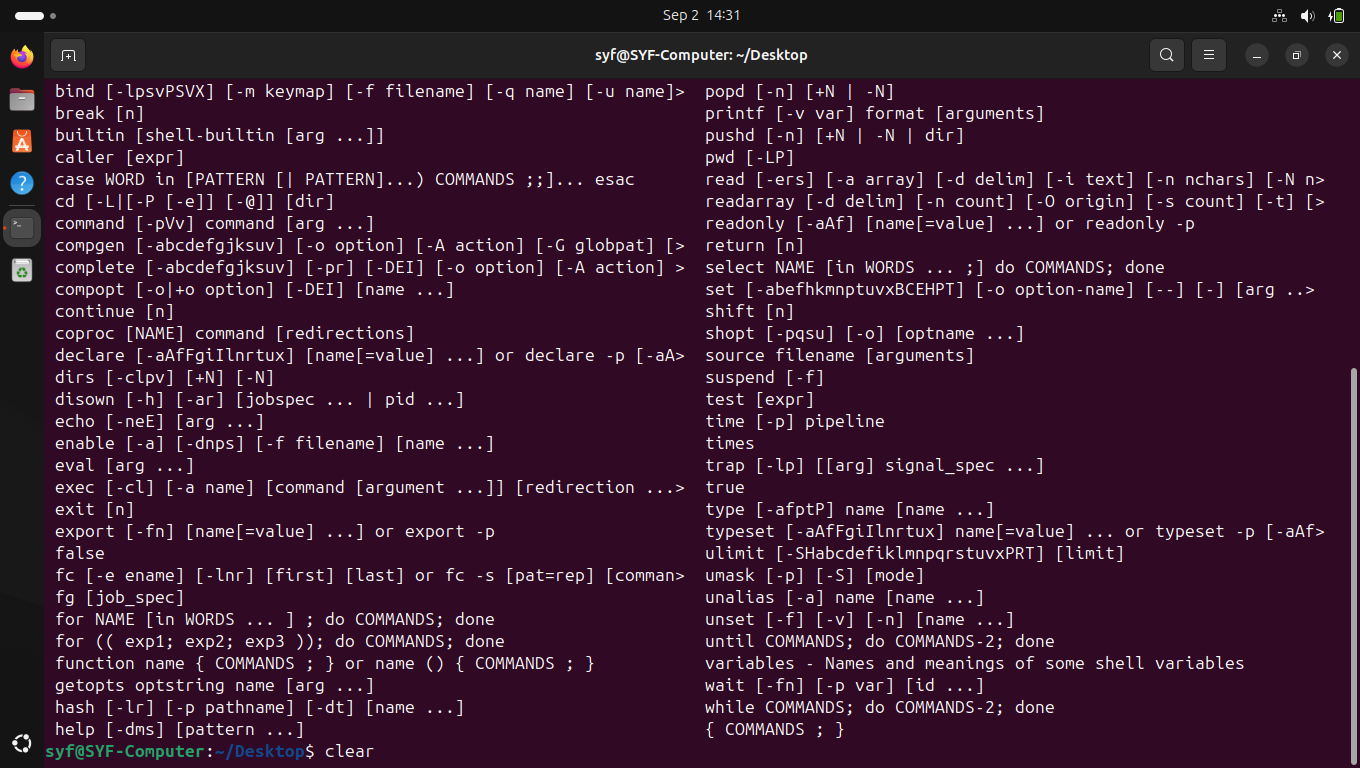 Sep 2 14:31
syf@SYF-Computer: ~/Desktop
bind [-lpsvPSVX] [-m keymap] [-f filename] [-q name] [-u name]> popd [-n] [+N | -N]
break [n] printf [-v var] format [arguments]
builtin [shell-builtin [arg ...]] pushd [-n] [+N | -N | dir]
caller [expr] pwd [-LP]
case WORD in [PATTERN [| PATTERN]...) COMMANDS ;;]... esac read [-ers] [-a array] [-d delim] [-i text] [-n nchars] [-N n>
cd [-L|[-P [-e]] [-@]] [dir] readarray [-d delim] [-n count] [-O origin] [-s count] [-t] [>
command [-pVv] command [arg ...] readonly [-aAf] [name[=value] ...] or readonly -p
compgen [-abcdefgjksuv] [-o option] [-A action] [-G globpat] [> return [n]
complete [-abcdefgjksuv] [-pr] [-DEI] [-o option] [-A action] > select NAME [in WORDS ... ;] do COMMANDS; done
compopt [-o|+o option] [-DEI] [name ...] set [-abefhkmnptuvxBCEHPT] [-o option-name] [--] [-] [arg ..>
continue [n] shift [n]
coproc [NAME] command [redirections] shopt [-pqsu] [-o] [optname ...]
declare [-aAfFgiIlnrtux] [name[=value] ...] or declare -p [-aA> source filename [arguments]
dirs [-clpv] [+N] [-N] suspend [-f]
disown [-h] [-ar] [jobspec ... | pid ...] test [expr]
echo [-neE] [arg ...] time [-p] pipeline
enable [-a] [-dnps] [-f filename] [name ...] times
eval [arg ...] trap [-lp] [[arg] signal_spec ...]
exec [-cl] [-a name] [command [argument ...]] [redirection ...> true
exit [n] type [-afptP] name [name ...]
export [-fn] [name[=value] ...] or export -p typeset [-aAfFgiIlnrtux] name[=value] ... or typeset -p [-aAf>
false ulimit [-SHabcdefiklmnpqrstuvxPRT] [limit]
fc [-e ename] [-lnr] [first] [last] or fc -s [pat=rep] [comman> umask [-p] [-S] [mode]
fg [job_spec] unalias [-a] name [name ...]
for NAME [in WORDS ... ] ; do COMMANDS; done unset [-f] [-v] [-n] [name ...]
for (( exp1; exp2; exp3 )); do COMMANDS; done until COMMANDS; do COMMANDS-2; done
function name { COMMANDS ; } or name () { COMMANDS ; } variables - Names and meanings of some shell variables
getopts optstring name [arg ...] wait [-fn] [-p var] [id ...]
hash [-lr] [-p pathname] [-dt] [name ...] while COMMANDS; do COMMANDS-2; done
help [-dms] [pattern ...] { COMMANDS ; }
syf@SYF-Computer:~/Desktop$ clear